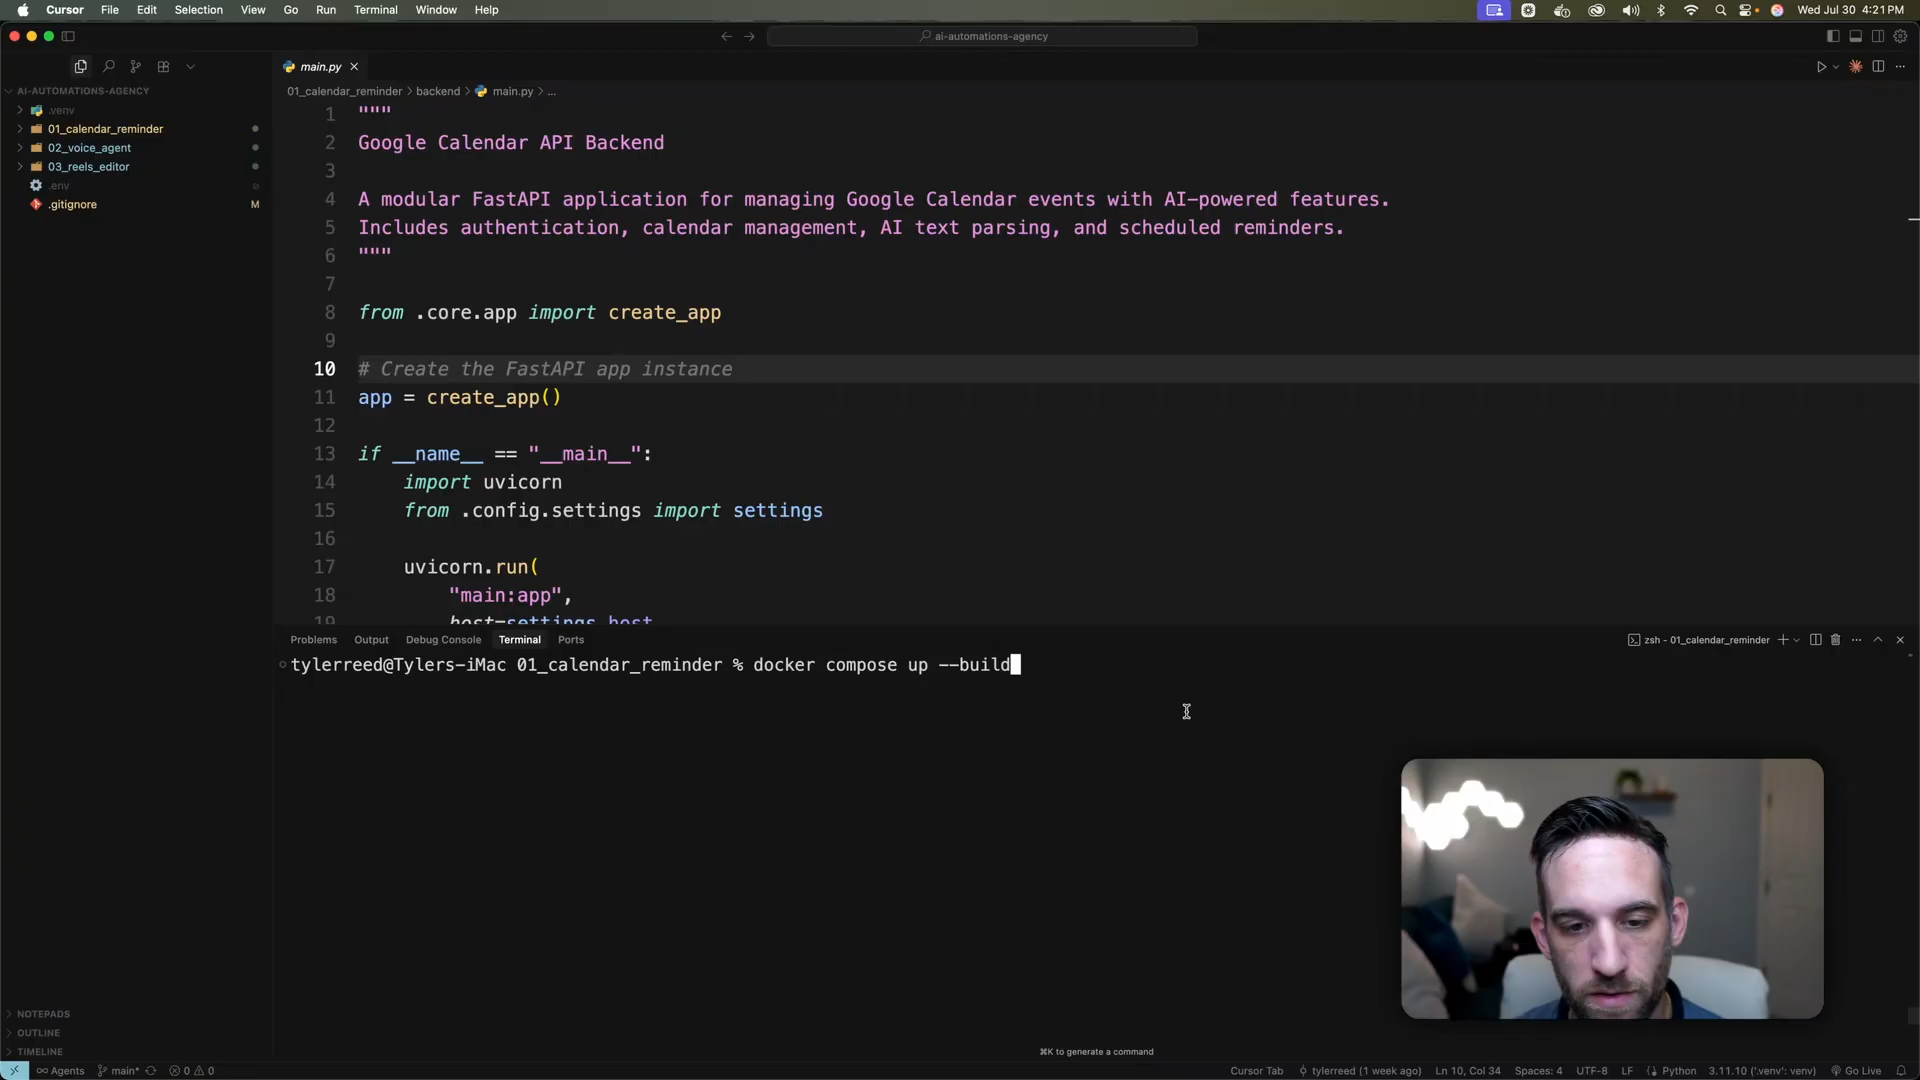 Cursor File Edit Selection View Go Run Terminal Window Help Wed Jul 30 4:21 PM
ai-automations-agency
main.py
AI-AUTOMATIONS-AGENCY
01_calendar_reminder > backend > main.py > ...
.venv
01_calendar_reminder
02_voice_agent
03_reels_editor
.env
.gitignore M
1 """
2 Google Calendar API Backend
3
4 A modular FastAPI application for managing Google Calendar events with AI-powered features.
5 Includes authentication, calendar management, AI text parsing, and scheduled reminders.
6 """
7
8 from .core.app import create_app
9
10 # Create the FastAPI app instance
11 app = create_app()
12
13 if __name__ == "__main__":
14 import uvicorn
15 from .config.settings import settings
16
17 uvicorn.run(
18 "main:app",
19 host=settings.host
Problems Output Debug Console Terminal Ports zsh - 01_calendar_reminder
tylerreed@Tylers-iMac 01_calendar_reminder % docker compose up --build
NOTEPADS
OUTLINE
TIMELINE
⌘K to generate a command
Agents main* 0 0 Cursor Tab tylerreed (1 week ago) Ln 10, Col 34 Spaces: 4 UTF-8 LF Python 3.11.10 ('.venv': venv) Go Live